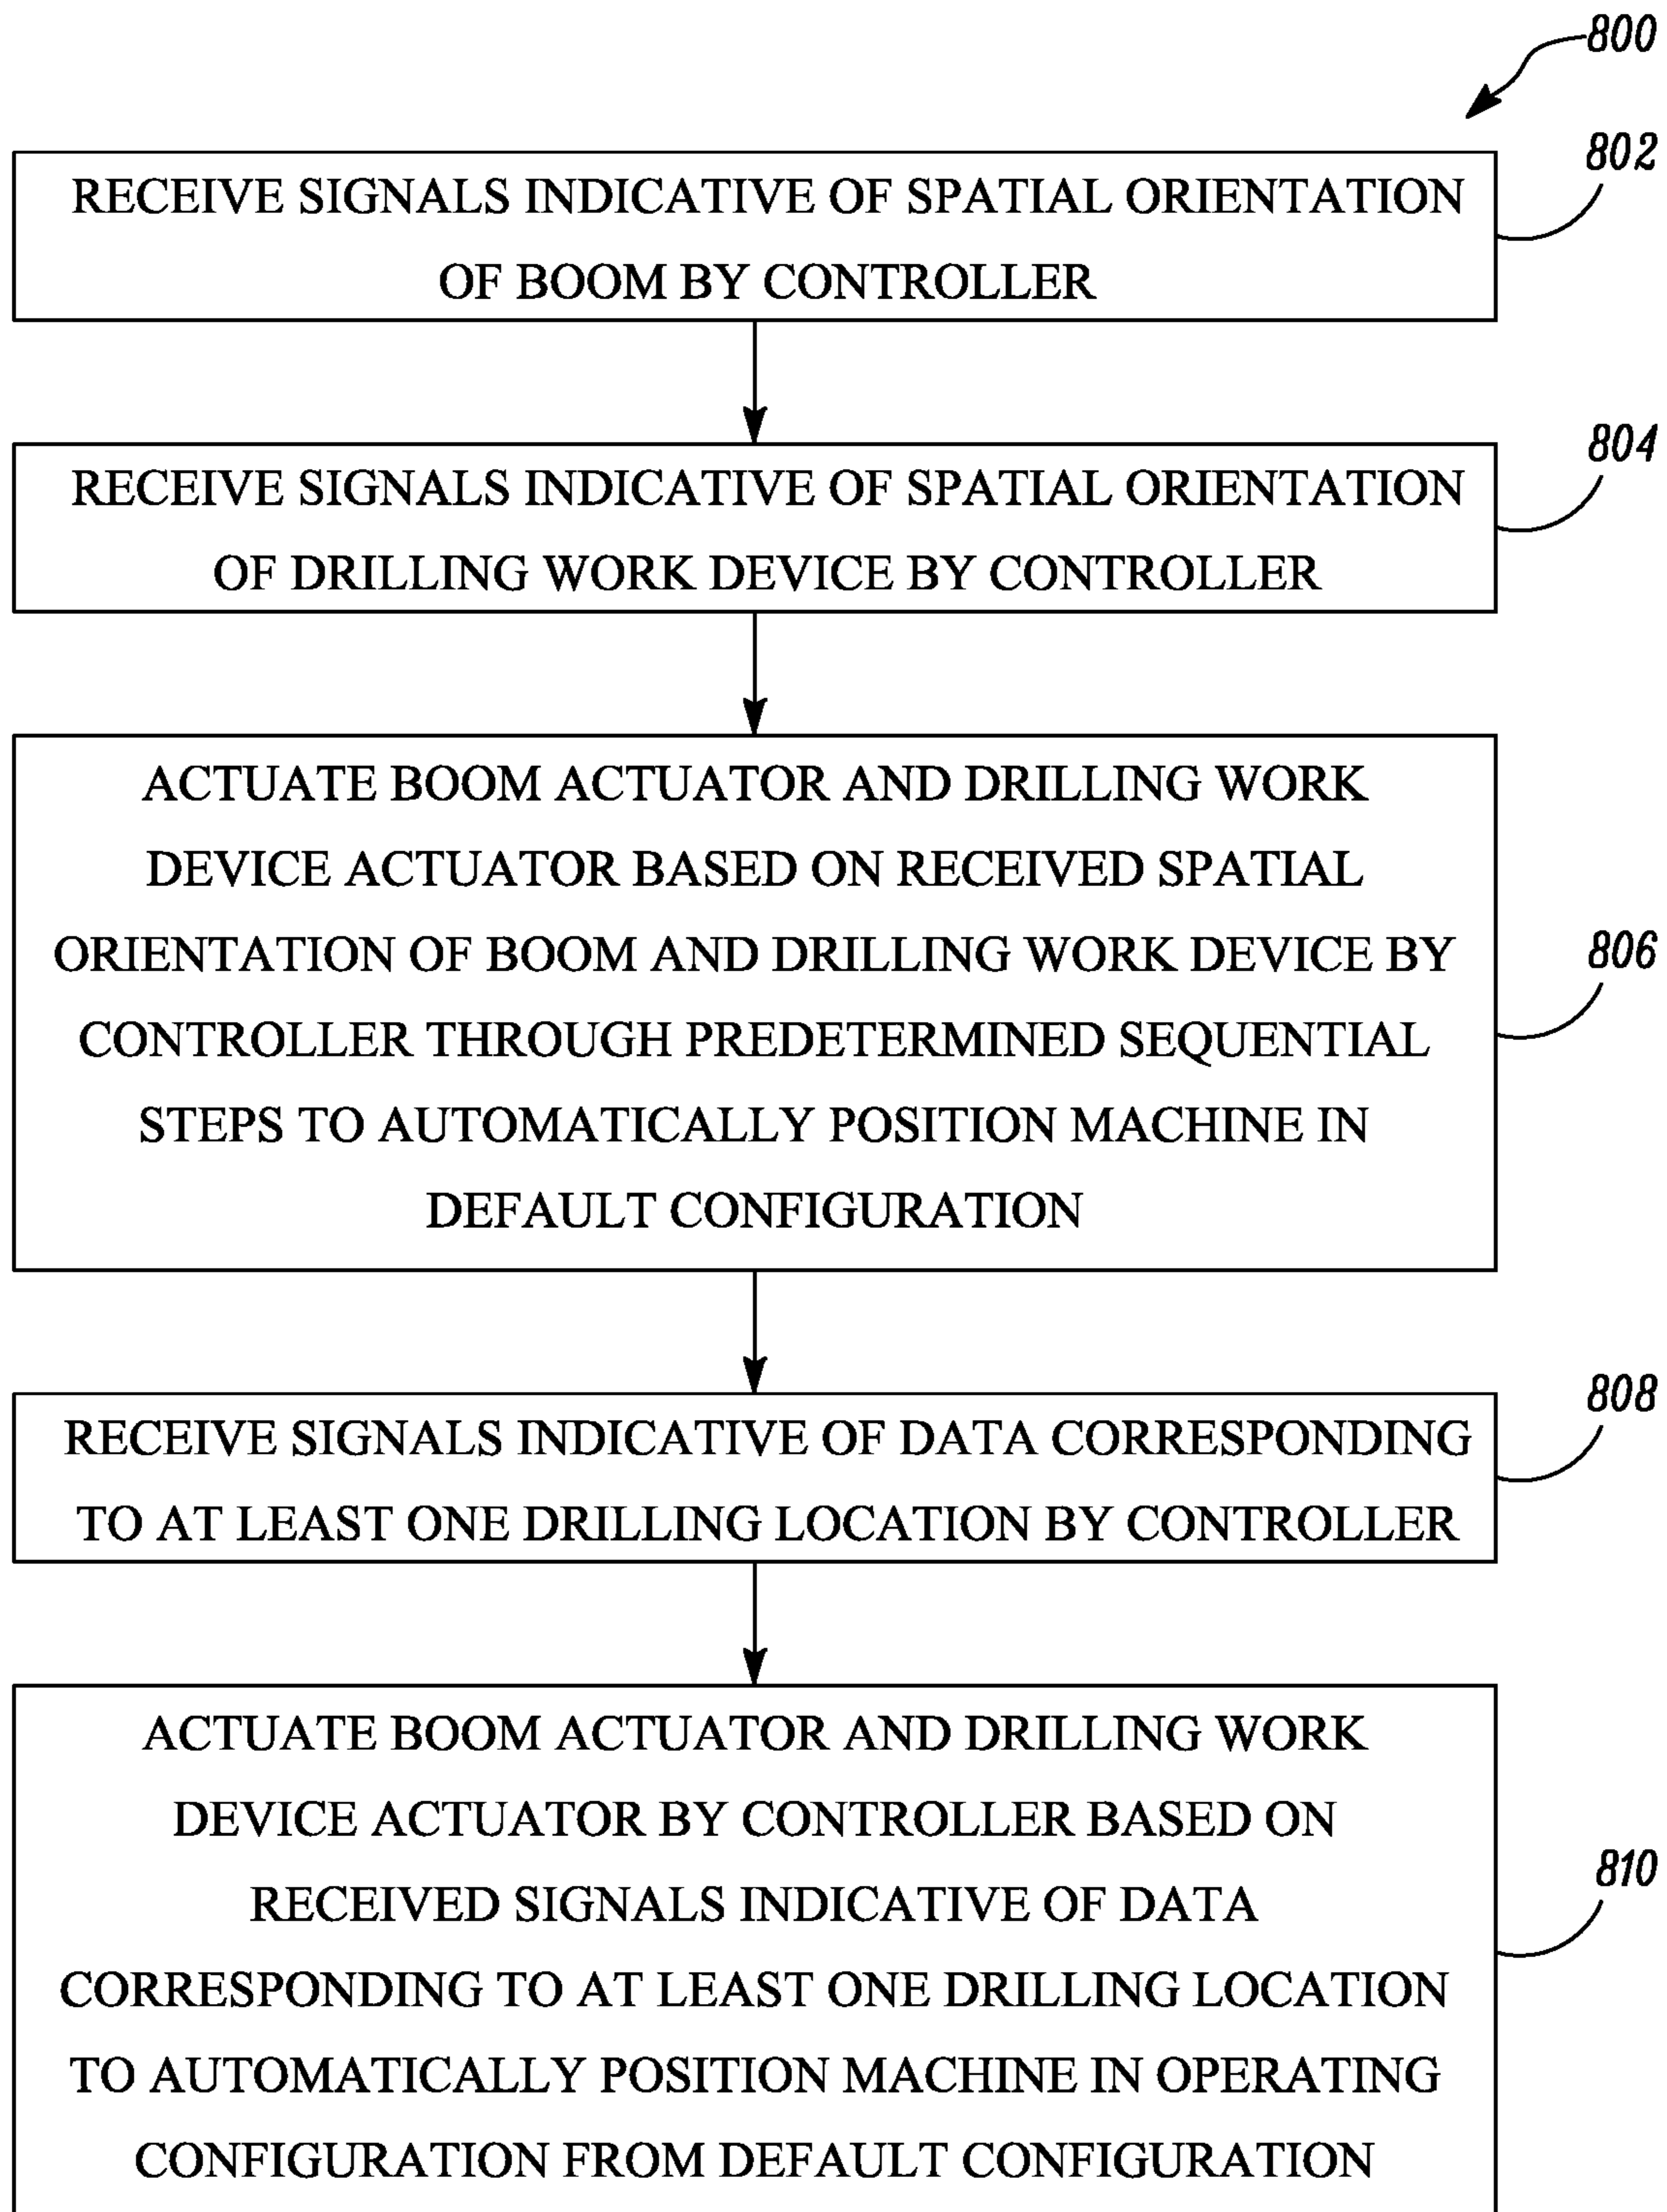 800
802
RECEIVE SIGNALS INDICATIVE OF SPATIAL ORIENTATION
OF BOOM BY CONTROLLER
804
RECEIVE SIGNALS INDICATIVE OF SPATIAL ORIENTATION
OF DRILLING WORK DEVICE BY CONTROLLER
ACTUATE BOOM ACTUATOR AND DRILLING WORK
DEVICE ACTUATOR BASED ON RECEIVED SPATIAL
ORIENTATION OF BOOM AND DRILLING WORK DEVICE BY
806
CONTROLLER THROUGH PREDETERMINED SEQUENTIAL
STEPS TO AUTOMATICALLY POSITION MACHINE IN
DEFAULT CONFIGURATION
808
RECEIVE SIGNALS INDICATIVE OF DATA CORRESPONDING
TO AT LEAST ONE DRILLING LOCATION BY CONTROLLER
ACTUATE BOOM ACTUATOR AND DRILLING WORK
DEVICE ACTUATOR BY CONTROLLER BASED ON
810
RECEIVED SIGNALS INDICATIVE OF DATA
CORRESPONDING TO AT LEAST ONE DRILLING LOCATION
TO AUTOMATICALLY POSITION MACHINE IN OPERATING
CONFIGURATION FROM DEFAULT CONFIGURATION